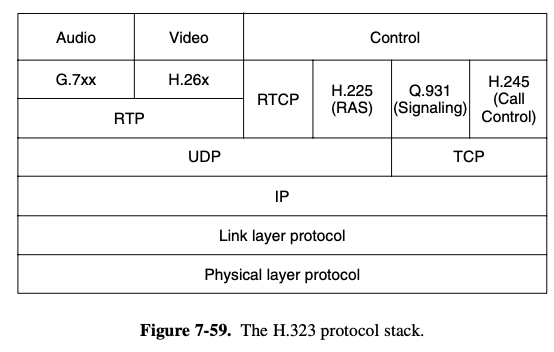 Audio
Video
Control
G.7xx
H.26x
RTCP
H.225
(RAS)
Q.931
(Signaling)
H.245
(Call
Control)
RTP
UDP
TCP
IP
Link layer protocol
Physical layer protocol
Figure 7-59. The H.323 protocol stack.